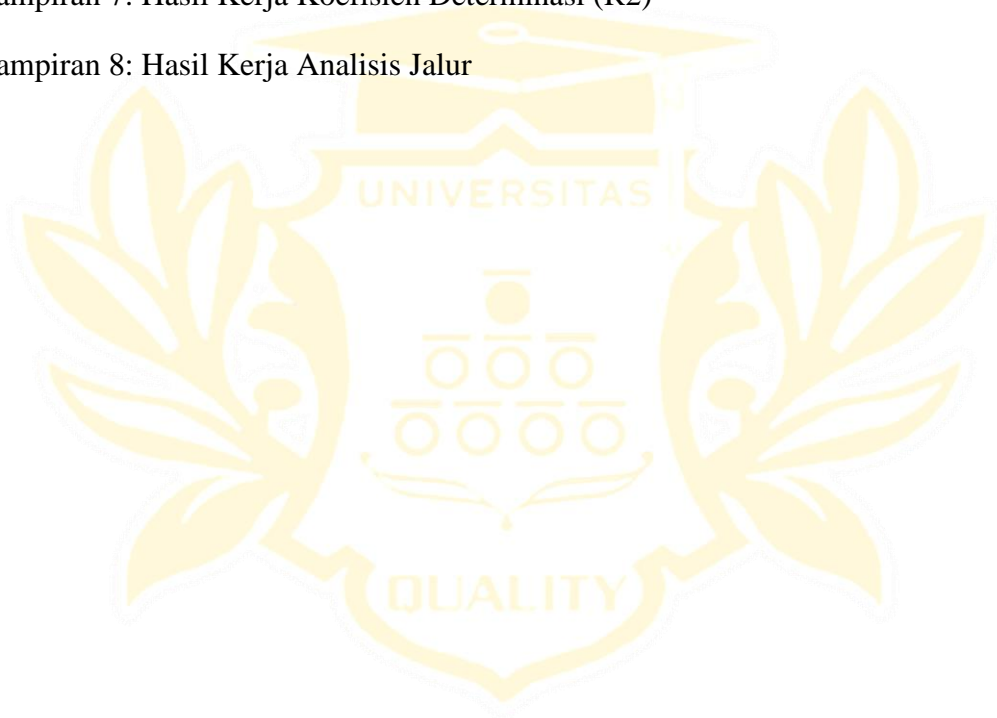 ampiran 7: Hasil Kerja Koefisien Determinasi (R2)
ampiran 8: Hasil Kerja Analisis Jalur
UNIVERSITAS
QUALITY